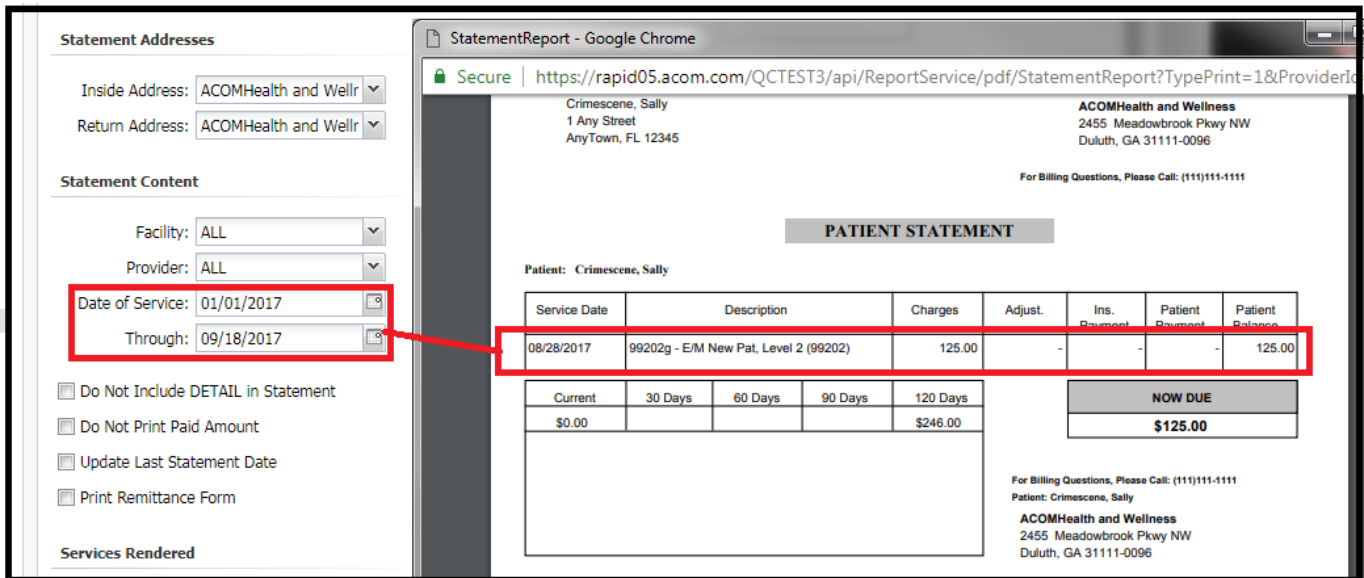 Statement Addresses
Inside Address: ACOMHealth and Wellr
Return Address: ACOMHealth and Wellr
Statement Content
Facility: ALL
Provider: ALL
Date of Service: 01/01/2017
Through: 09/18/2017
Do Not Include DETAIL in Statement
Do Not Print Paid Amount
Update Last Statement Date
Print Remittance Form
Services Rendered
StatementReport - Google Chrome
Secure | https://rapid05.acom.com/QCTEST3/api/ReportService/pdf/StatementReport?TypePrint=1&ProviderId
Crimescene, Sally
1 Any Street
AnyTown, FL 12345
ACOMHealth and Wellness
2455 Meadowbrook Pkwy NW
Duluth, GA 31111-0096
For Billing Questions, Please Call: (111)111-1111
PATIENT STATEMENT
Patient: Crimescene, Sally
Service Date Description Charges Adjust. Ins. Payment Patient Payment Patient Balance
08/28/2017 99202g - E/M New Pat, Level 2 (99202) 125.00 - - - 125.00
Current 30 Days 60 Days 90 Days 120 Days
$0.00 $246.00
NOW DUE
$125.00
For Billing Questions, Please Call: (111)111-1111
Patient: Crimescene, Sally
ACOMHealth and Wellness
2455 Meadowbrook Pkwy NW
Duluth, GA 31111-0096